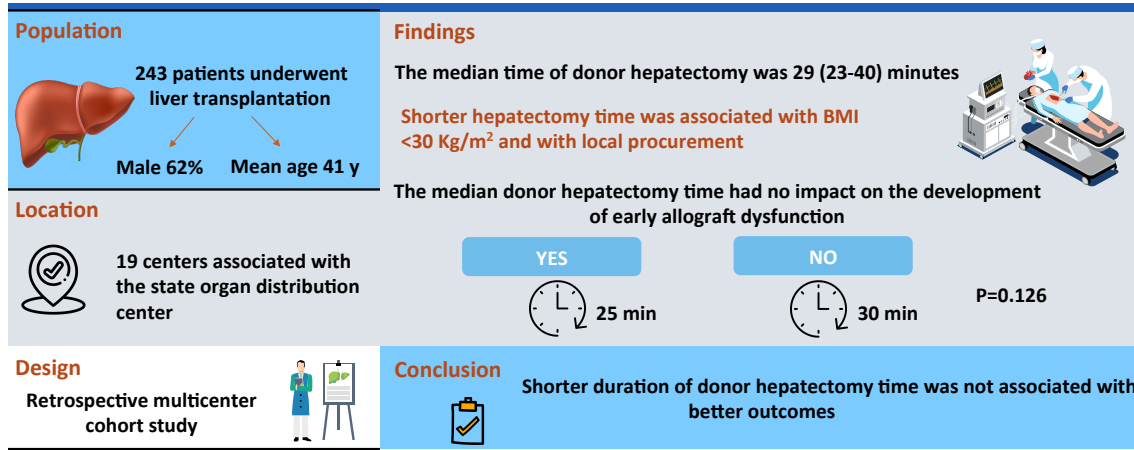 Population
243 patients underwent
liver transplantation
Male 62%
Mean age 41 y
Location
19 centers associated with
the state organ distribution
center
Design
Retrospective multicenter
cohort study
Findings
The median time of donor hepatectomy was 29 (23-40) minutes
Shorter hepatectomy time was associated with BMI
<30 Kg/m² and with local procurement
The median donor hepatectomy time had no impact on the development
of early allograft dysfunction
YES
NO
25 min
30 min
P=0.126
Conclusion
Shorter duration of donor hepatectomy time was not associated with
better outcomes